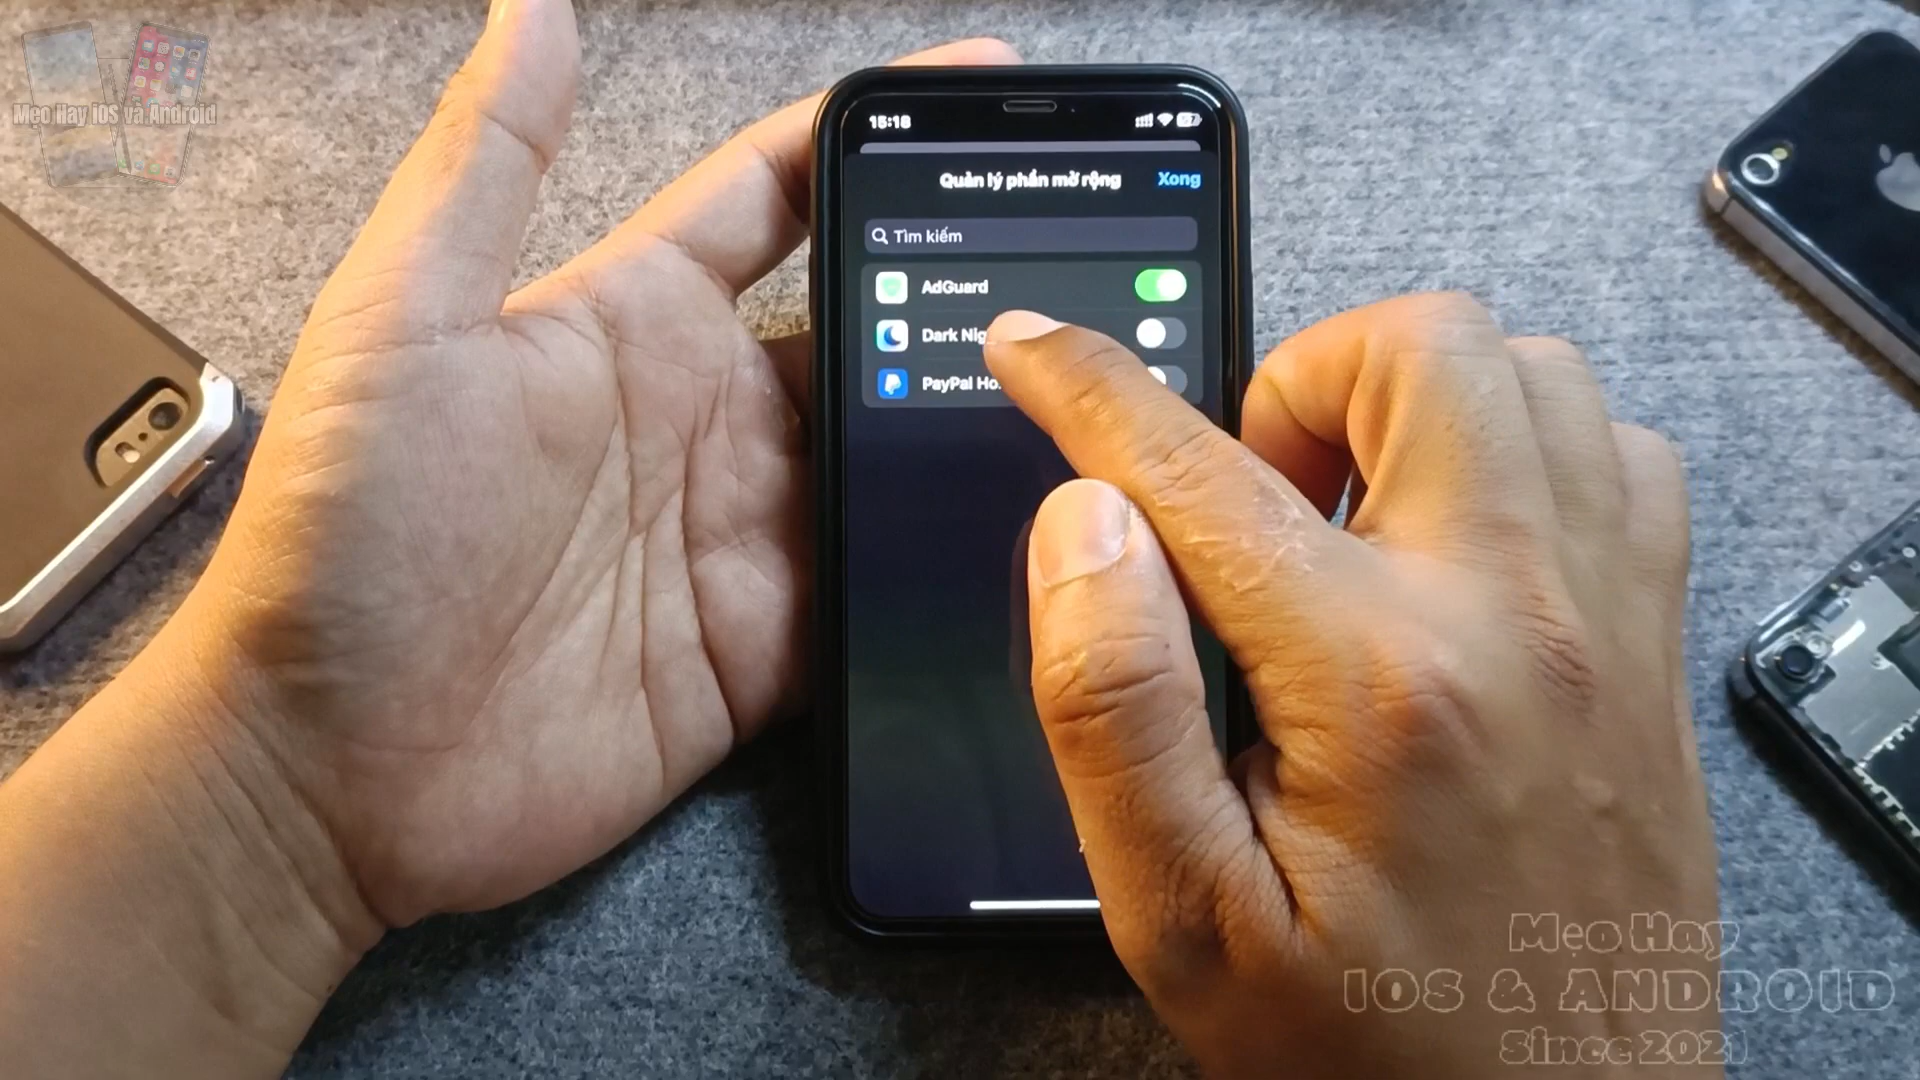 Mẹo Hay iOS và Android
15:18
57
Quản lý phần mở rộng
Xong
Tìm kiếm
AdGuard
Dark Nig
PayPal Ho
Mẹo Hay
IOS & ANDROID
Since 2021